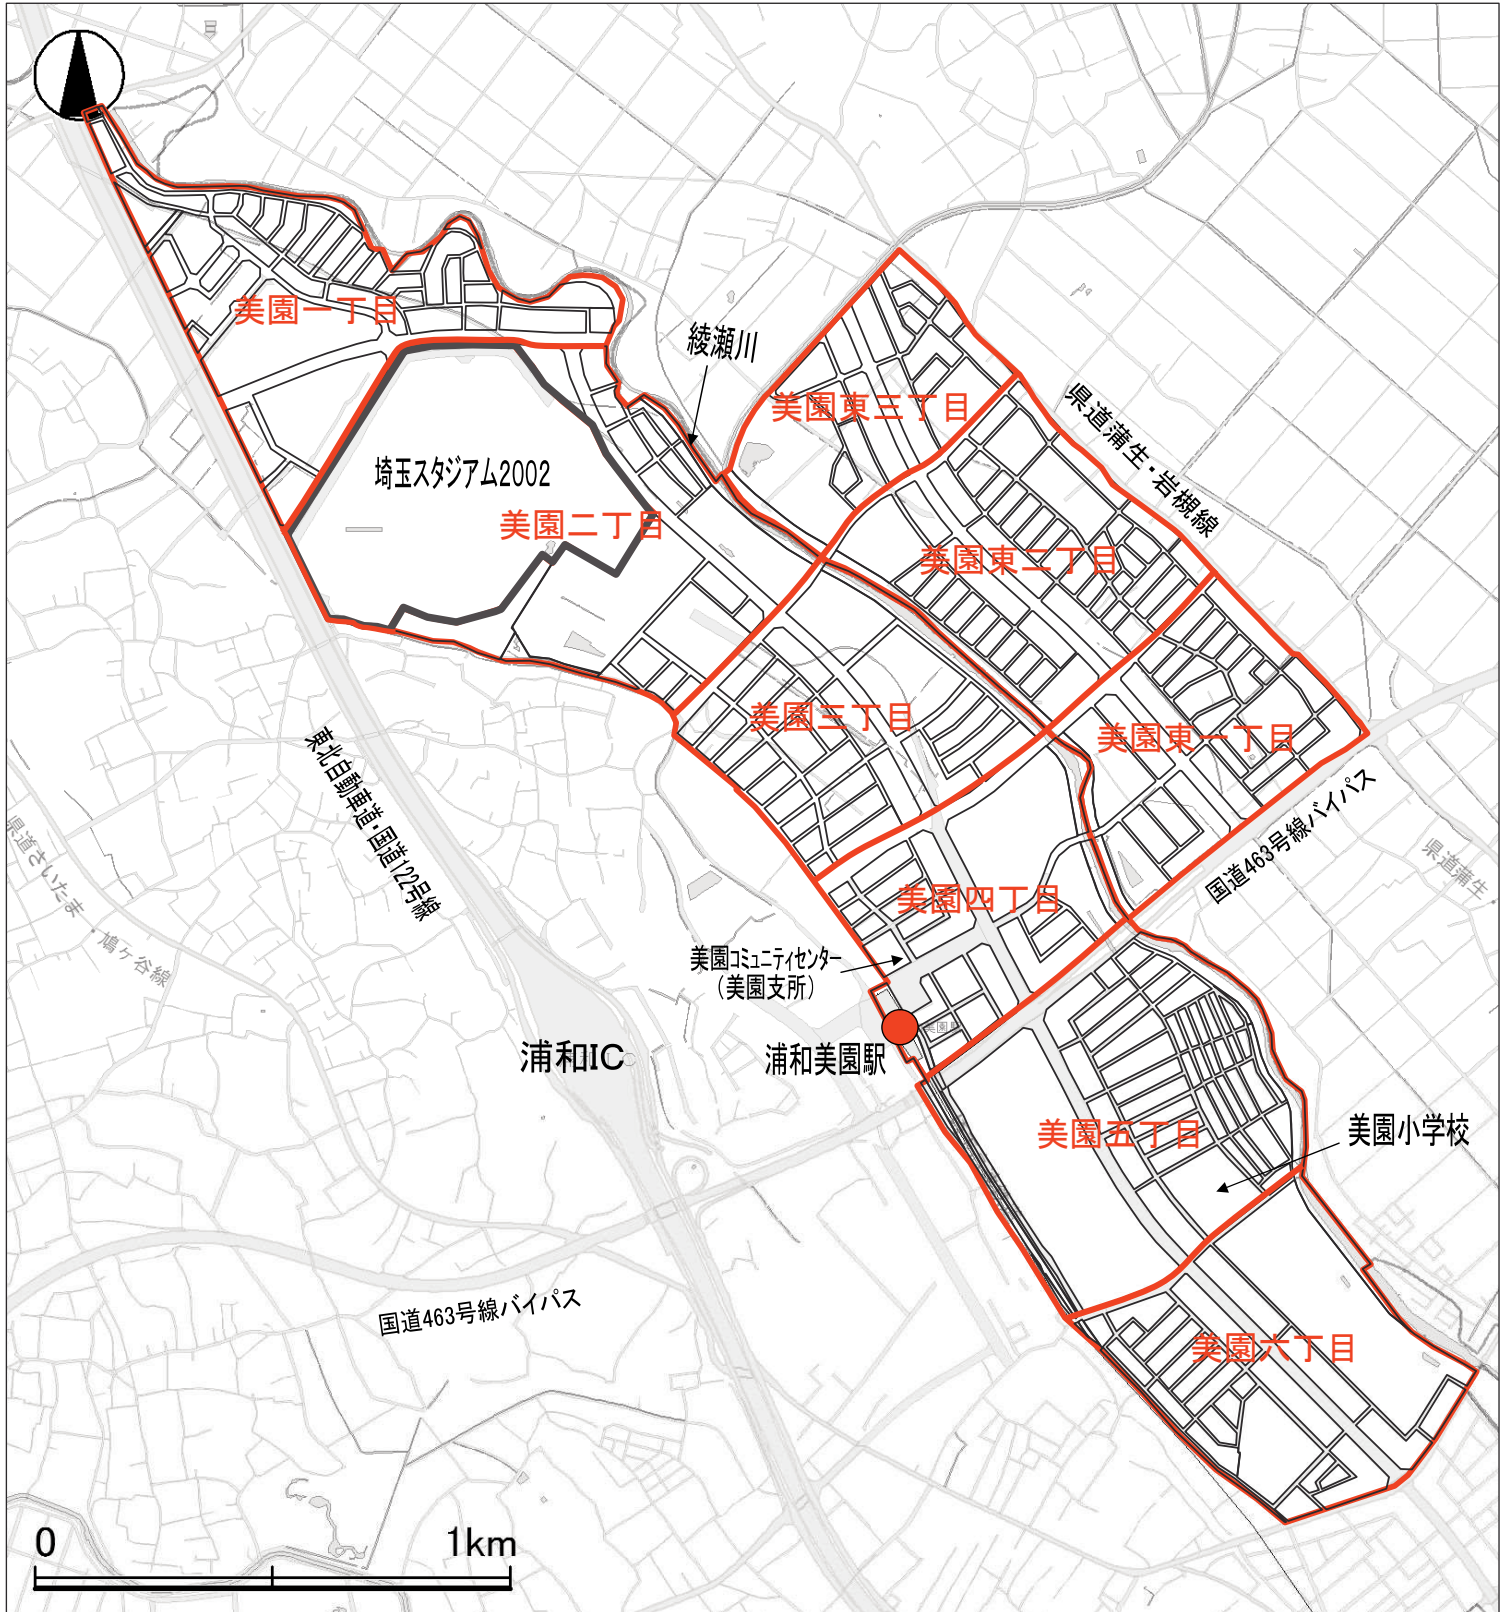 美園一丁目
綾瀬川
美園東三丁目
県道蒲生・岩槻線
埼玉スタジアム2002
美園二丁目
美園東二丁目
美園三丁目
美園東一丁目
東北自動車道・国道122号線
国道463号線バイパス
県道さいたま・鳩ヶ谷線
県道蒲生・
美園四丁目
美園コミュニティセンター
（美園支所）
浦和IC
浦和美園駅
美園五丁目
美園小学校
国道463号線バイパス
美園六丁目
0
1km